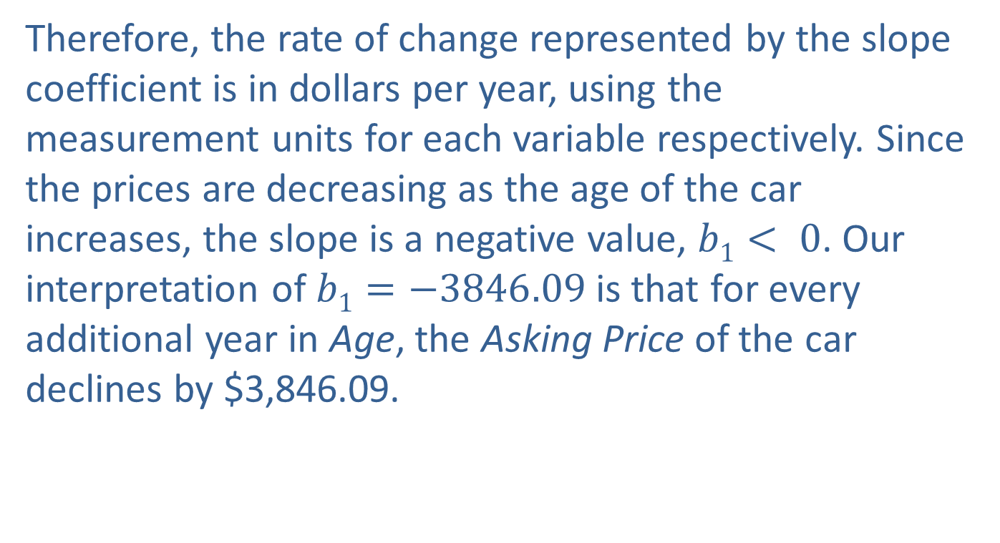 Therefore, the rate of change represented by the slope
coefficient is in dollars per year, using the
measurement units for each variable respectively. Since
the prices are decreasing as the age of the car
increases, the slope is a negative value, b₁ < 0. Our
interpretation of b₁ = −3846.09 is that for every
additional year in Age, the Asking Price of the car
declines by $3,846.09.